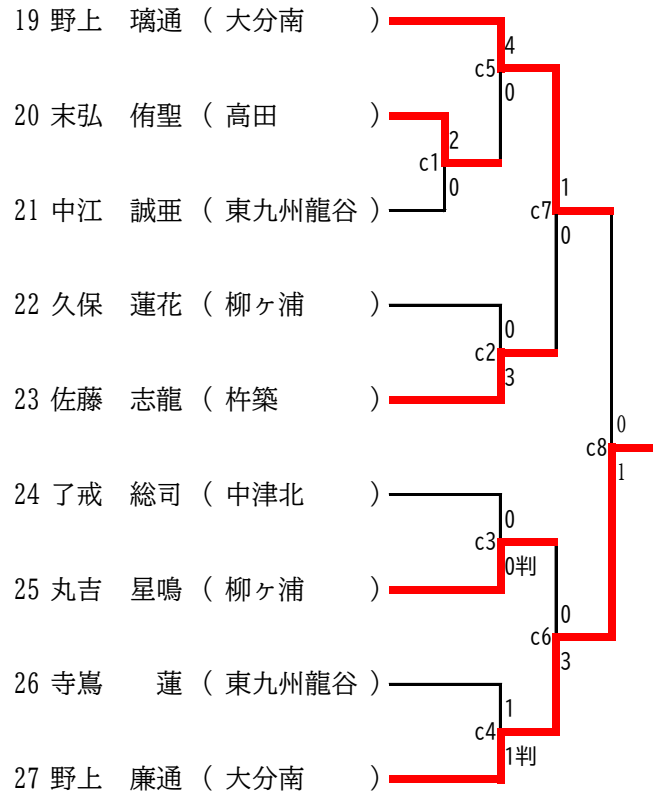 19 野上 璃通 ( 大分南 )
4
c5
0
20 末弘 侑聖 ( 高田 )
2
c1
0
1
c7
0
21 中江 誠亜 ( 東九州龍谷 )
22 久保 蓮花 ( 柳ヶ浦 )
0
c2
3
23 佐藤 志龍 ( 杵築 )
0
c8
1
24 了戒 総司 ( 中津北 )
0
c3
0判
25 丸吉 星鳴 ( 柳ヶ浦 )
0
c6
3
26 寺嶌 蓮 ( 東九州龍谷 )
1
c4
1判
27 野上 廉通 ( 大分南 )